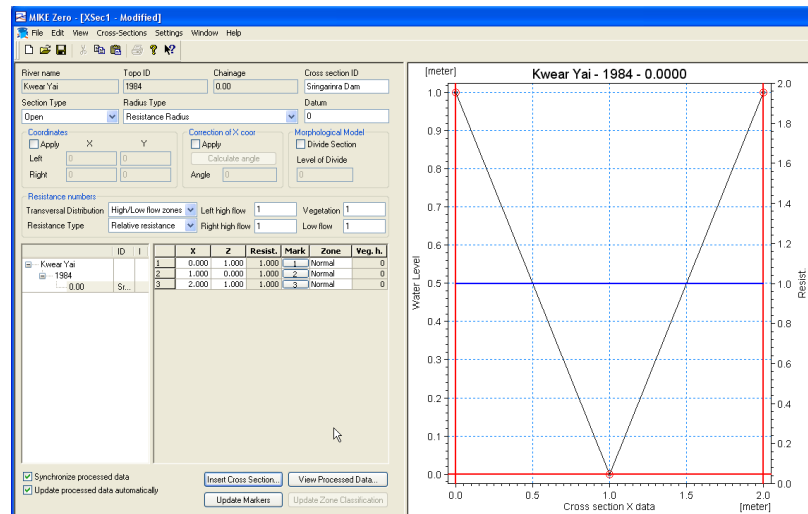 MIKE Zero - [XSec1 - Modified]
File Edit View Cross-Sections Settings Window Help
River name Topo ID Chainage Cross section ID
Kwear Yai 1984 0.00 Sringarinra Dam
Section Type Radius Type Datum
Open Resistance Radius 0
Coordinates Correction of X coor Morphological Model
Apply X Y Apply Divide Section
Left 0 0 Calculate angle Level of Divide
Right 0 0 Angle 0 0
Resistance numbers
Transversal Distribution High/Low flow zones Left high flow 1 Vegetation 1
Resistance Type Relative resistance Right high flow 1 Low flow 1
ID I
Kwear Yai
1984
0.00 Sr...
X Z Resist. Mark Zone Veg. h.
1 0.000 1.000 1.000 1 Normal 0
2 1.000 0.000 1.000 2 Normal 0
3 2.000 1.000 1.000 3 Normal 0
Synchronize processed data
Update processed data automatically
Insert Cross Section... View Processed Data...
Update Markers Update Zone Classification
[meter] Kwear Yai - 1984 - 0.0000
1.0
0.9
0.8
0.7
0.6
0.5
0.4
0.3
0.2
0.1
0.0
Water Level
2.0
1.8
1.6
1.4
1.2
1.0
0.8
0.6
0.4
0.2
0.0
Resist.
0.0 0.5 1.0 1.5 2.0
Cross section X data [meter]